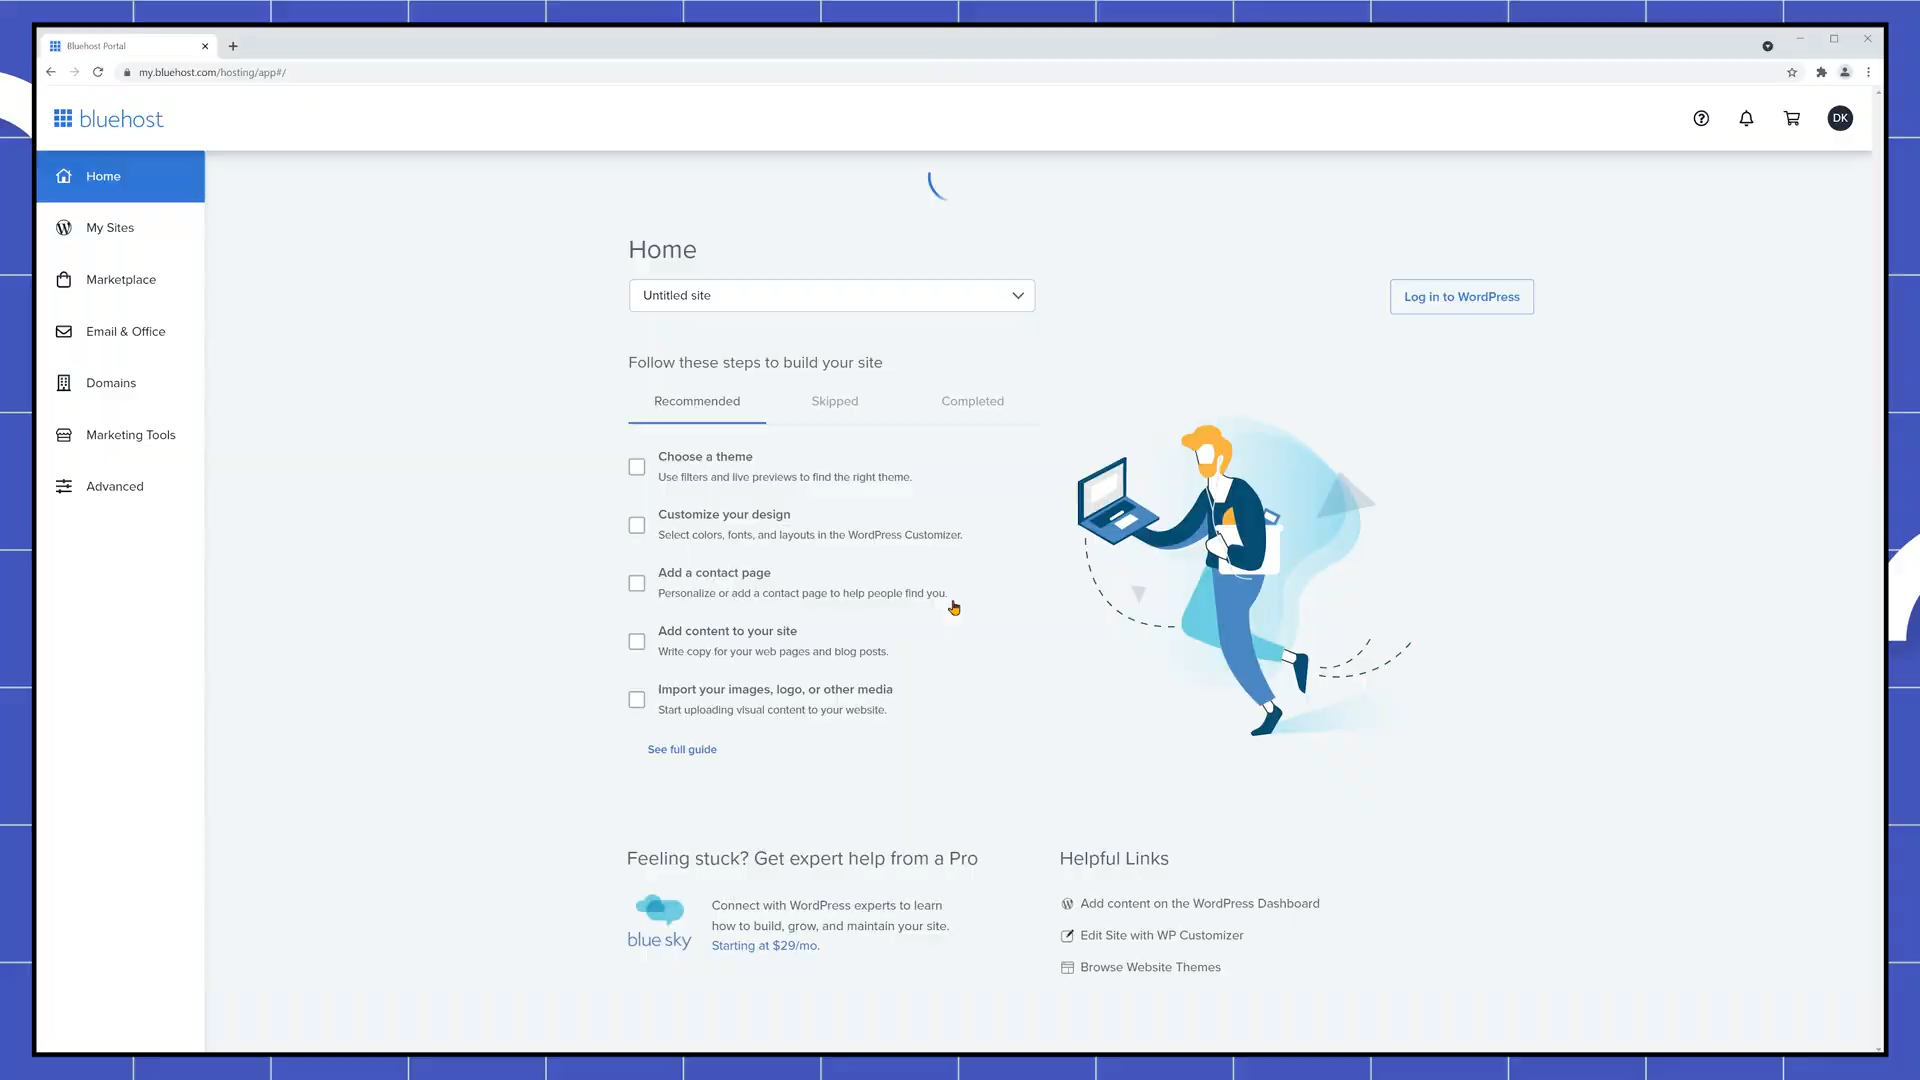 Bluehost Portal
my.bluehost.com/hosting/app#/
bluehost
DK
Home
My Sites
Marketplace
Email & Office
Domains
Marketing Tools
Advanced
Home
Untitled site
Log in to WordPress
Follow these steps to build your site
Recommended
Skipped
Completed
Choose a theme
Use filters and live previews to find the right theme.
Customize your design
Select colors, fonts, and layouts in the WordPress Customizer.
Add a contact page
Personalize or add a contact page to help people find you.
Add content to your site
Write copy for your web pages and blog posts.
Import your images, logo, or other media
Start uploading visual content to your website.
See full guide
Feeling stuck? Get expert help from a Pro
blue sky
Connect with WordPress experts to learn
how to build, grow, and maintain your site.
Starting at $29/mo.
Helpful Links
Add content on the WordPress Dashboard
Edit Site with WP Customizer
Browse Website Themes